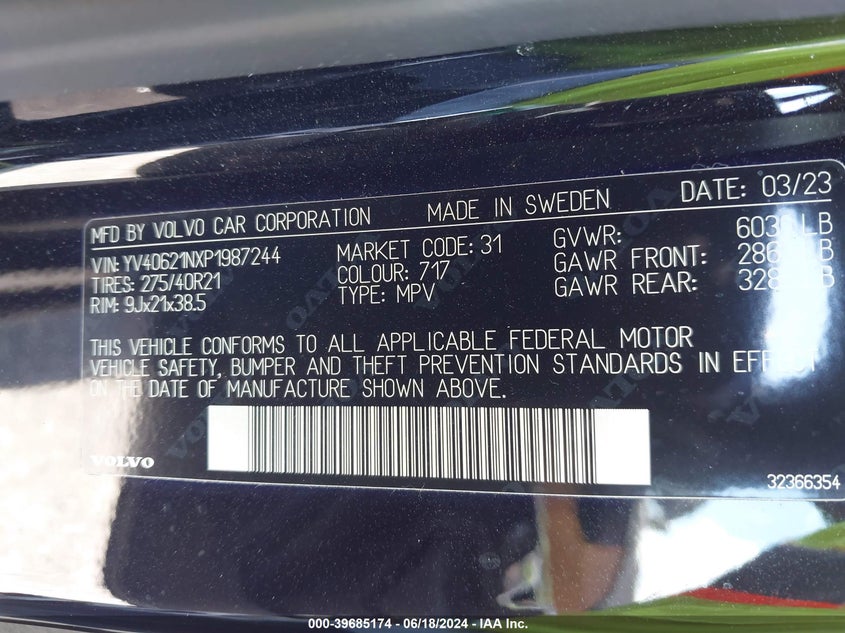 DATE: 03/23
MFD BY VOLVO CAR CORPORATION MADE IN SWEDEN
VIN: YV40621NXP1987244 MARKET CODE: 31 GVWR: LB
TIRES: 275/40R21 COLOUR: 717 GAWR FRONT:
RIM: 9Jx21x38.5 TYPE: MPV GAWR REAR:
THIS VEHICLE CONFORMS TO ALL APPLICABLE FEDERAL MOTOR
VEHICLE SAFETY, BUMPER AND THEFT PREVENTION STANDARDS IN EFFECT
ON THE DATE OF MANUFACTURE SHOWN ABOVE.
VOLVO
32366354
000-39685174 - 06/18/2024 - IAA Inc.